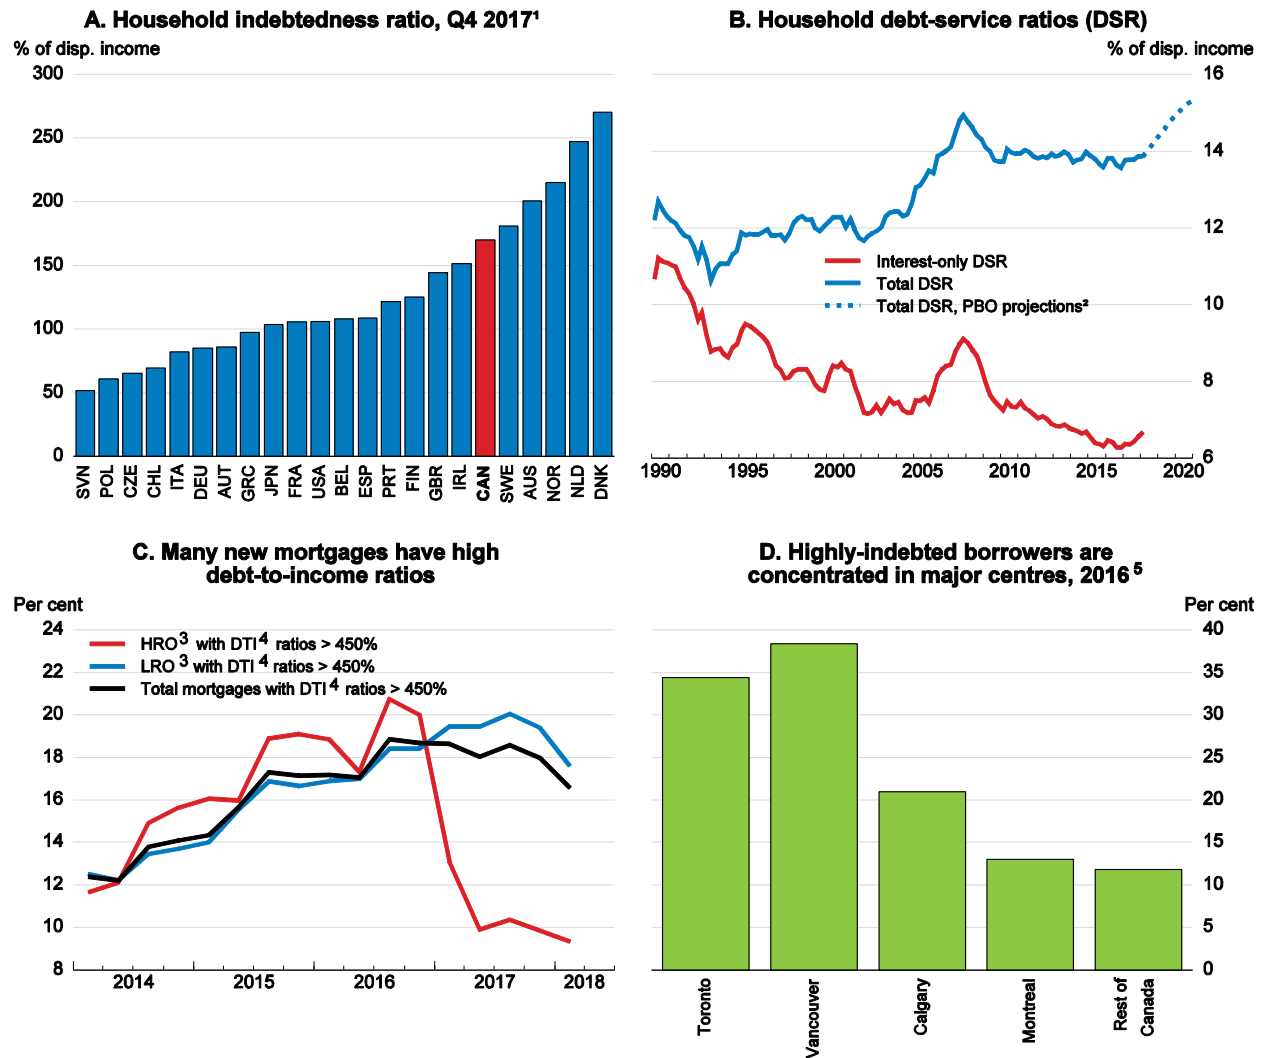 A. Household indebtedness ratio, Q4 2017¹
% of disp. income
300
250
200
150
100
50
0
SVN
POL
CZE
CHL
ITA
DEU
AUT
GRC
JPN
FRA
USA
BEL
ESP
PRT
FIN
GBR
IRL
CAN
SWE
AUS
NOR
NLD
DNK
B. Household debt-service ratios (DSR)
% of disp. income
16
14
12
10
8
6
Interest-only DSR
Total DSR
Total DSR, PBO projections²
1990
1995
2000
2005
2010
2015
2020
C. Many new mortgages have high
debt-to-income ratios
Per cent
24
22
20
18
16
14
12
10
8
HRO³ with DTI⁴ ratios > 450%
LRO³ with DTI⁴ ratios > 450%
Total mortgages with DTI⁴ ratios > 450%
2014
2015
2016
2017
2018
D. Highly-indebted borrowers are
concentrated in major centres, 2016⁵
Per cent
40
35
30
25
20
15
10
5
0
Toronto
Vancouver
Calgary
Montreal
Rest of
Canada